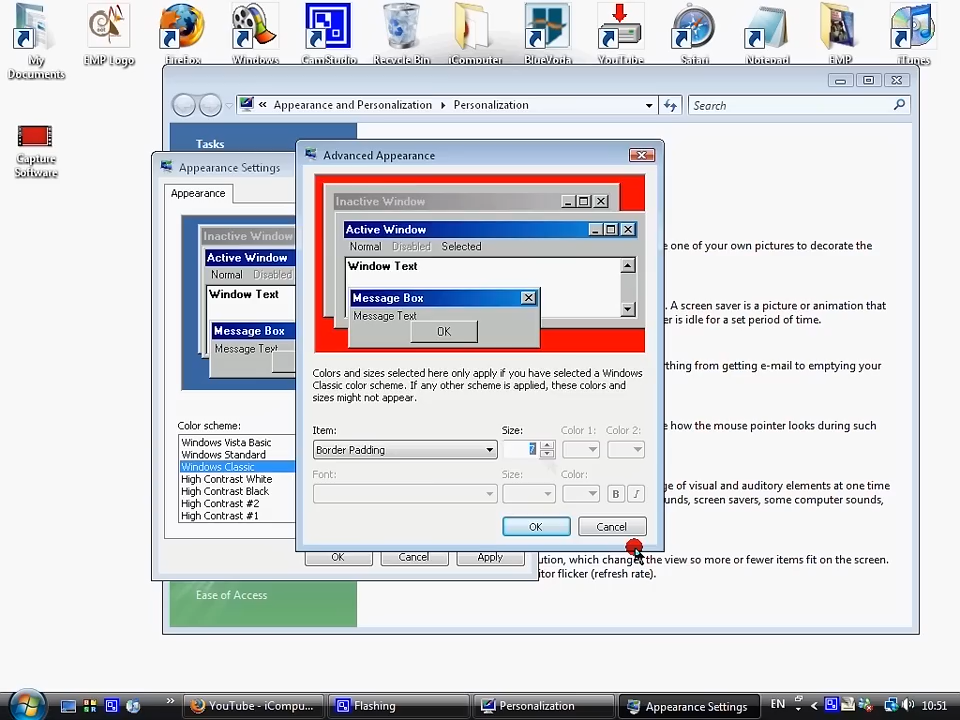 My
Documents
EMP Logo
Firefox
Windows
CamStudio
Recycle Bin
iComputer
BlueVoda
YouTube
Safari
Notepad
EMP
iTunes
Capture
Software
« Appearance and Personalization
Personalization
Search
Tasks
Appearance Settings
Appearance
Inactive Window
Active Window
Normal
Disabled
Window Text
Message Box
Message Text
Color scheme:
Windows Vista Basic
Windows Standard
Windows Classic
High Contrast White
High Contrast Black
High Contrast #2
High Contrast #1
OK
Cancel
Apply
Advanced Appearance
Inactive Window
Active Window
Normal
Disabled
Selected
Window Text
Message Box
Message Text
OK
Colors and sizes selected here only apply if you have selected a Windows
Classic color scheme. If any other scheme is applied, these colors and
sizes might not appear.
Item:
Size:
Color 1:
Color 2:
Border Padding
7
Font:
Size:
Color:
B
I
OK
Cancel
e one of your own pictures to decorate the
. A screen saver is a picture or animation that
er is idle for a set period of time.
thing from getting e-mail to emptying your
e how the mouse pointer looks during such
ge of visual and auditory elements at one time
unds, screen savers, some computer sounds,
ution, which changes the view so more or fewer items fit on the screen.
itor flicker (refresh rate).
Ease of Access
YouTube - iCompu...
Flashing
Personalization
Appearance Settings
EN
10:51